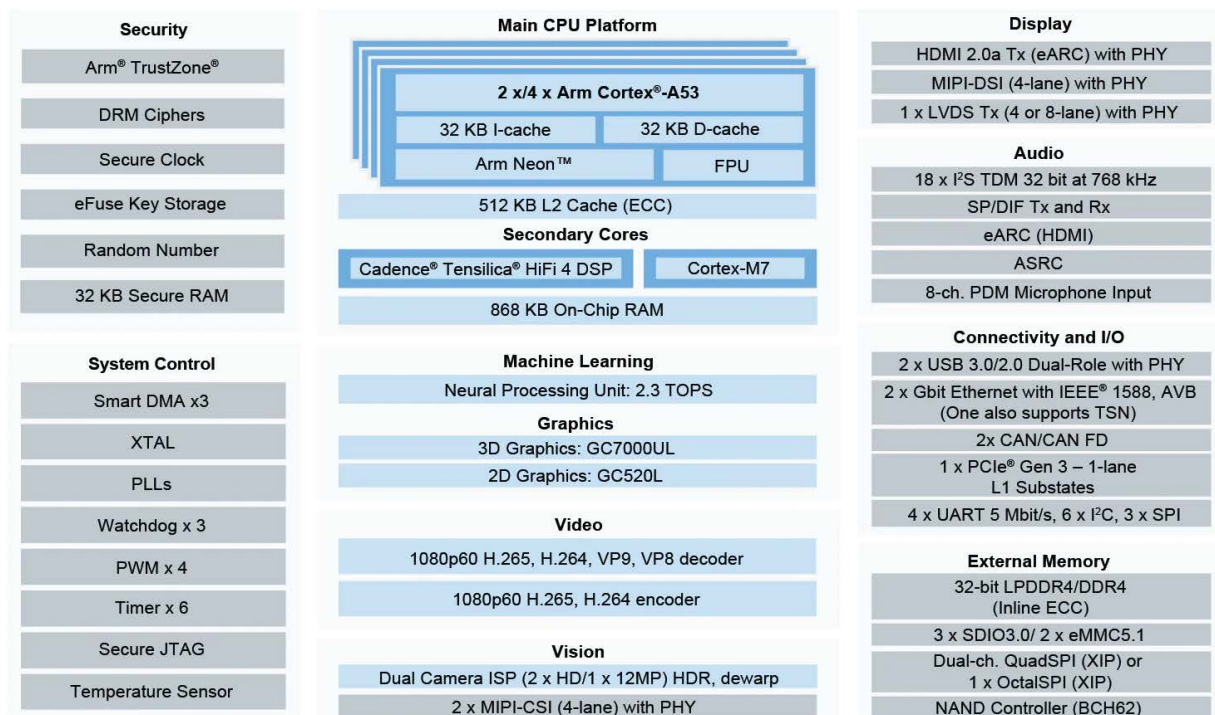 Security
Arm® TrustZone®
DRM Ciphers
Secure Clock
eFuse Key Storage
Random Number
32 KB Secure RAM
System Control
Smart DMA x3
XTAL
PLLs
Watchdog x 3
PWM x 4
Timer x 6
Secure JTAG
Temperature Sensor
Main CPU Platform
2 x/4 x Arm Cortex®-A53
32 KB I-cache
32 KB D-cache
Arm Neon™
FPU
512 KB L2 Cache (ECC)
Secondary Cores
Cadence® Tensilica® HiFi 4 DSP
Cortex-M7
868 KB On-Chip RAM
Machine Learning
Neural Processing Unit: 2.3 TOPS
Graphics
3D Graphics: GC7000UL
2D Graphics: GC520L
Video
1080p60 H.265, H.264, VP9, VP8 decoder
1080p60 H.265, H.264 encoder
Vision
Dual Camera ISP (2 x HD/1 x 12MP) HDR, dewarp
2 x MIPI-CSI (4-lane) with PHY
Display
HDMI 2.0a Tx (eARC) with PHY
MIPI-DSI (4-lane) with PHY
1 x LVDS Tx (4 or 8-lane) with PHY
Audio
18 x I²S TDM 32 bit at 768 kHz
SP/DIF Tx and Rx
eARC (HDMI)
ASRC
8-ch. PDM Microphone Input
Connectivity and I/O
2 x USB 3.0/2.0 Dual-Role with PHY
2 x Gbit Ethernet with IEEE® 1588, AVB
(One also supports TSN)
2x CAN/CAN FD
1 x PCIe® Gen 3 – 1-lane
L1 Substates
4 x UART 5 Mbit/s, 6 x I²C, 3 x SPI
External Memory
32-bit LPDDR4/DDR4
(Inline ECC)
3 x SDIO3.0/ 2 x eMMC5.1
Dual-ch. QuadSPI (XIP) or
1 x OctalSPI (XIP)
NAND Controller (BCH62)